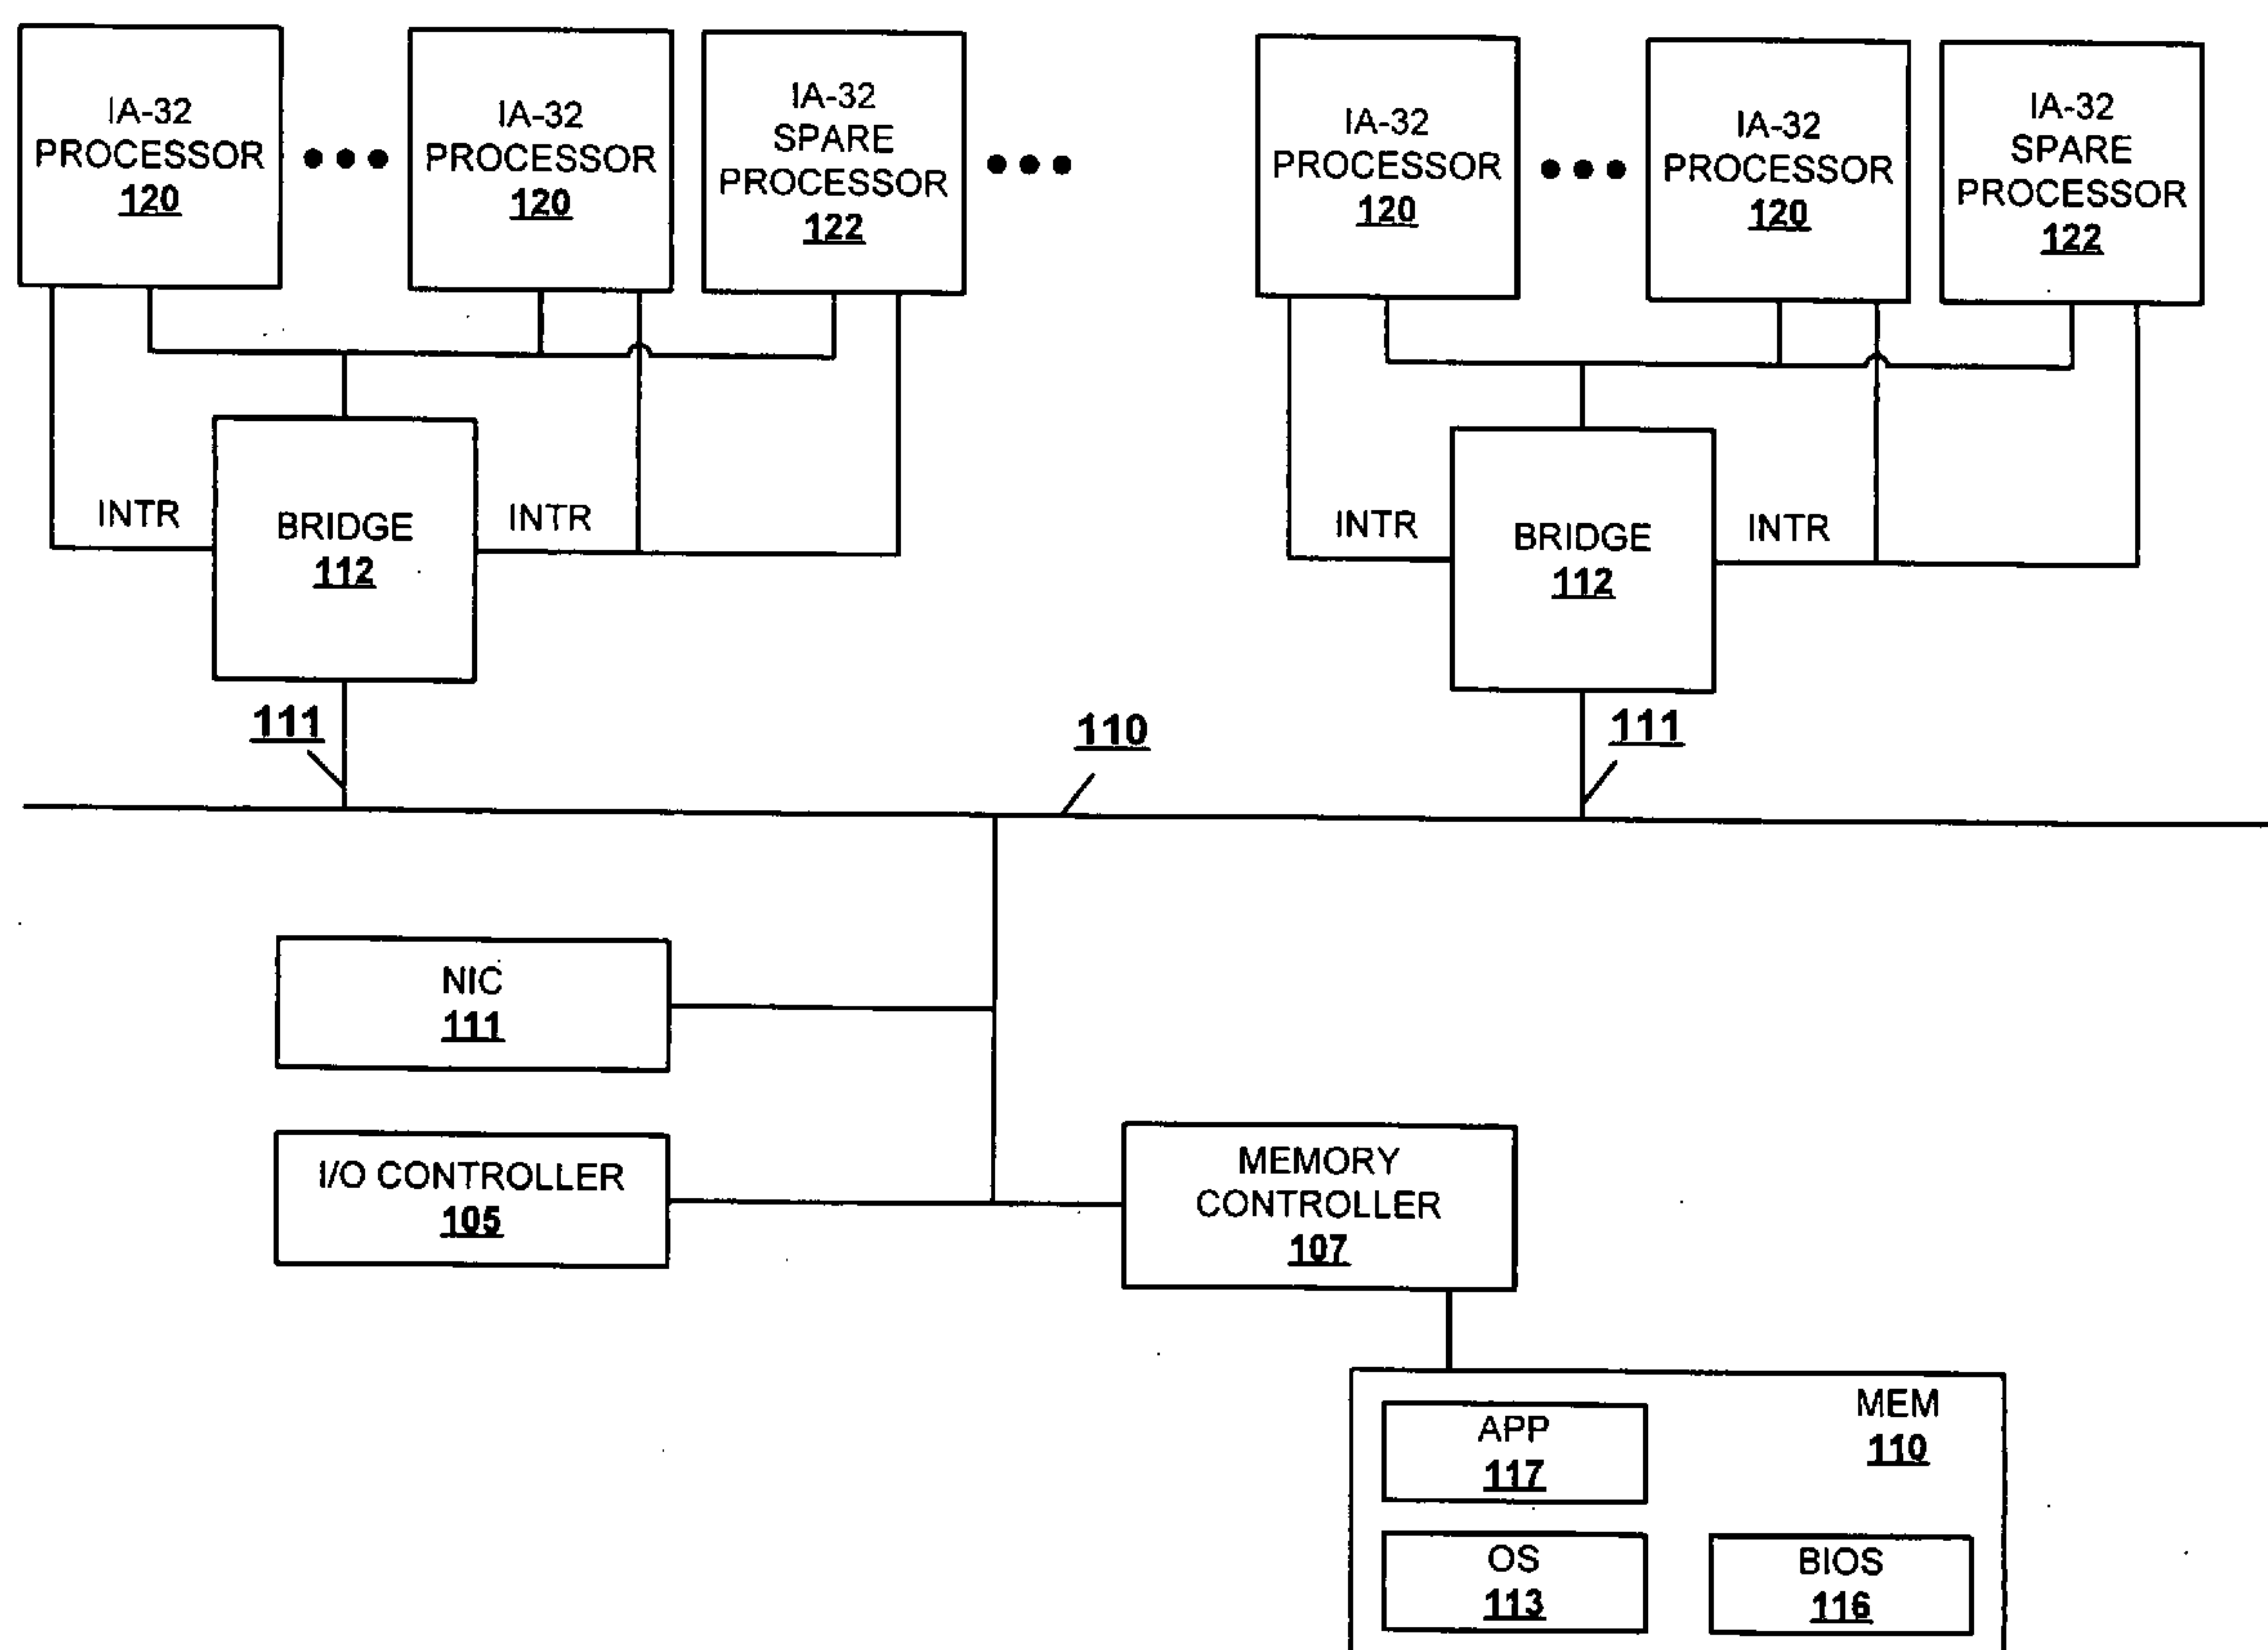 IA-32
PROCESSOR
120
IA-32
PROCESSOR
120
IA-32
SPARE
PROCESSOR
122
IA-32
PROCESSOR
120
IA-32
PROCESSOR
120
IA-32
SPARE
PROCESSOR
122
INTR
BRIDGE
112
INTR
INTR
BRIDGE
112
INTR
111
110
111
NIC
111
I/O CONTROLLER
105
MEMORY
CONTROLLER
107
MEM
110
APP
117
OS
113
BIOS
116